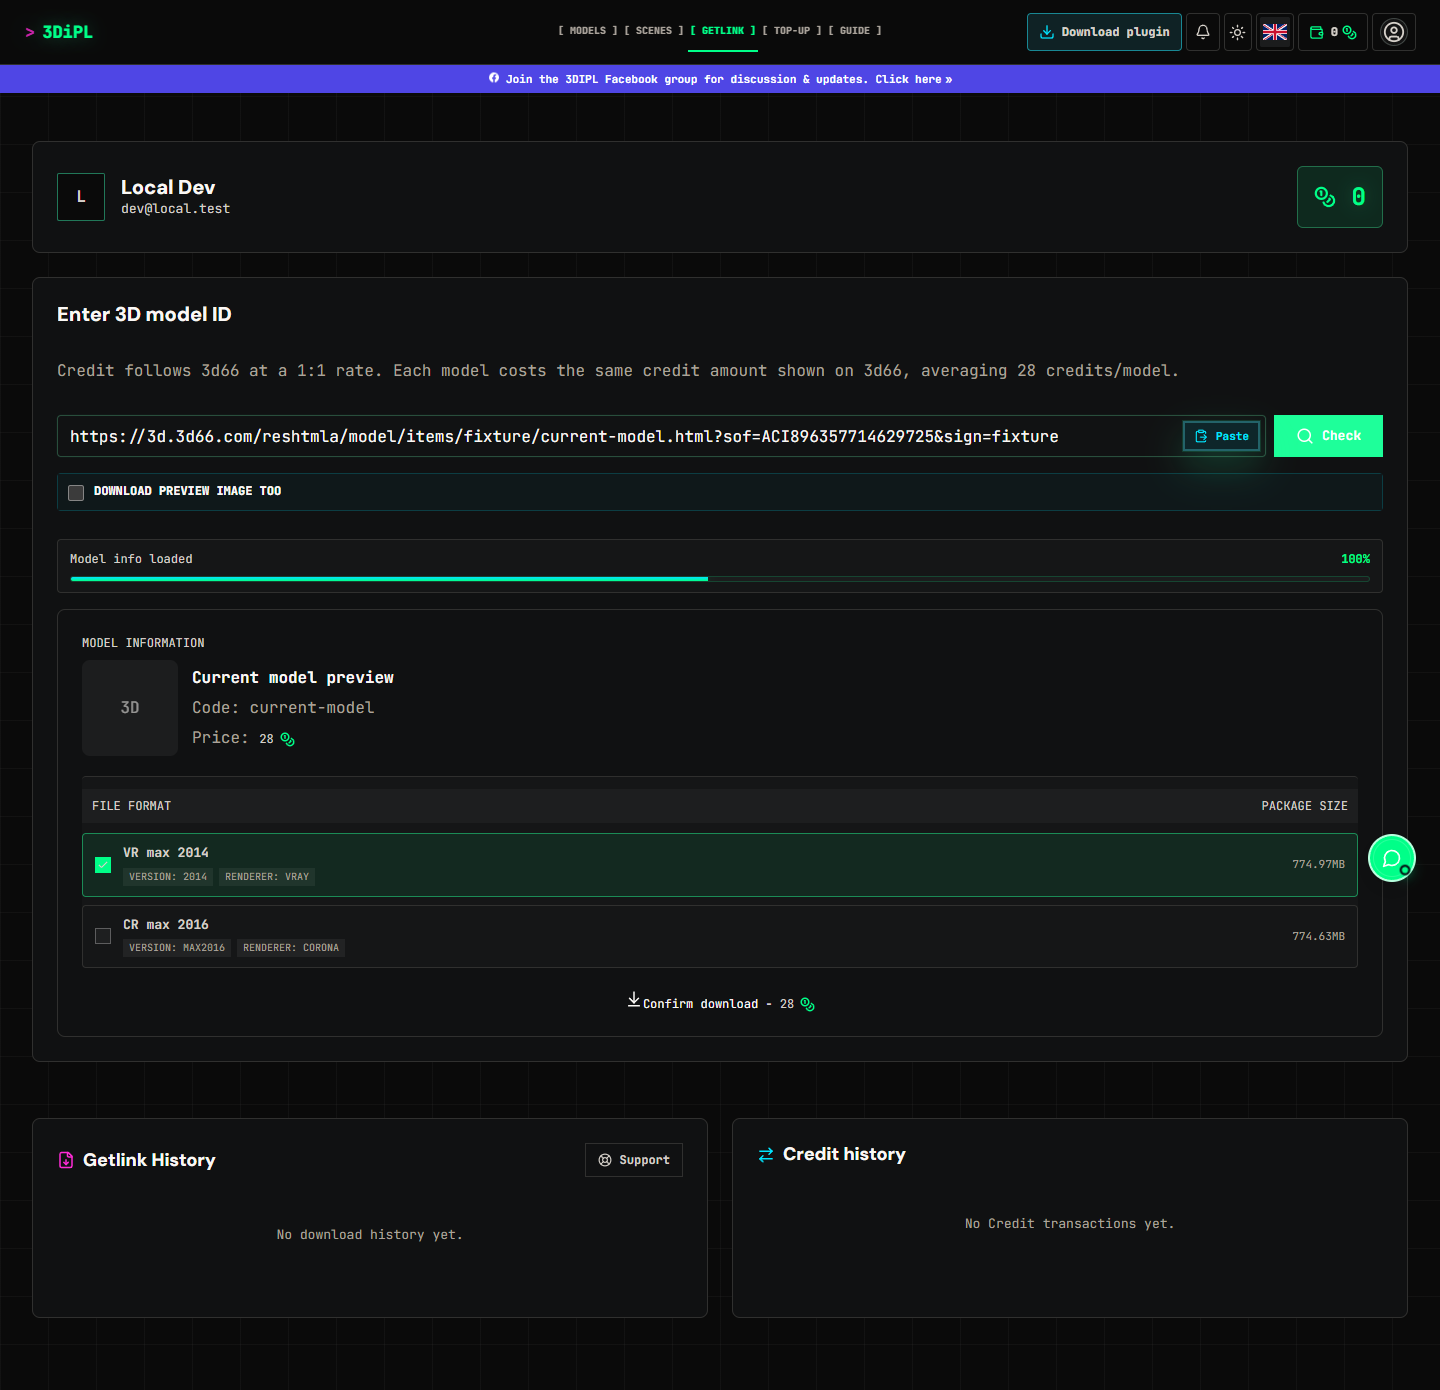 > 3DiPL
[ MODELS ] [ SCENES ] [ GETLINK ] [ TOP-UP ] [ GUIDE ]
Download plugin
0
Join the 3DIPL Facebook group for discussion & updates. Click here »
L
Local Dev
dev@local.test
0
Enter 3D model ID
Credit follows 3d66 at a 1:1 rate. Each model costs the same credit amount shown on 3d66, averaging 28 credits/model.
https://3d.3d66.com/reshtmla/model/items/fixture/current-model.html?sof=ACI896357714629725&sign=fixture
Paste
Check
DOWNLOAD PREVIEW IMAGE TOO
Model info loaded
100%
MODEL INFORMATION
3D
Current model preview
Code: current-model
Price: 28
FILE FORMAT
PACKAGE SIZE
VR max 2014
VERSION: 2014
RENDERER: VRAY
774.97MB
CR max 2016
VERSION: MAX2016
RENDERER: CORONA
774.63MB
Confirm download - 28
Getlink History
Support
No download history yet.
Credit history
No Credit transactions yet.